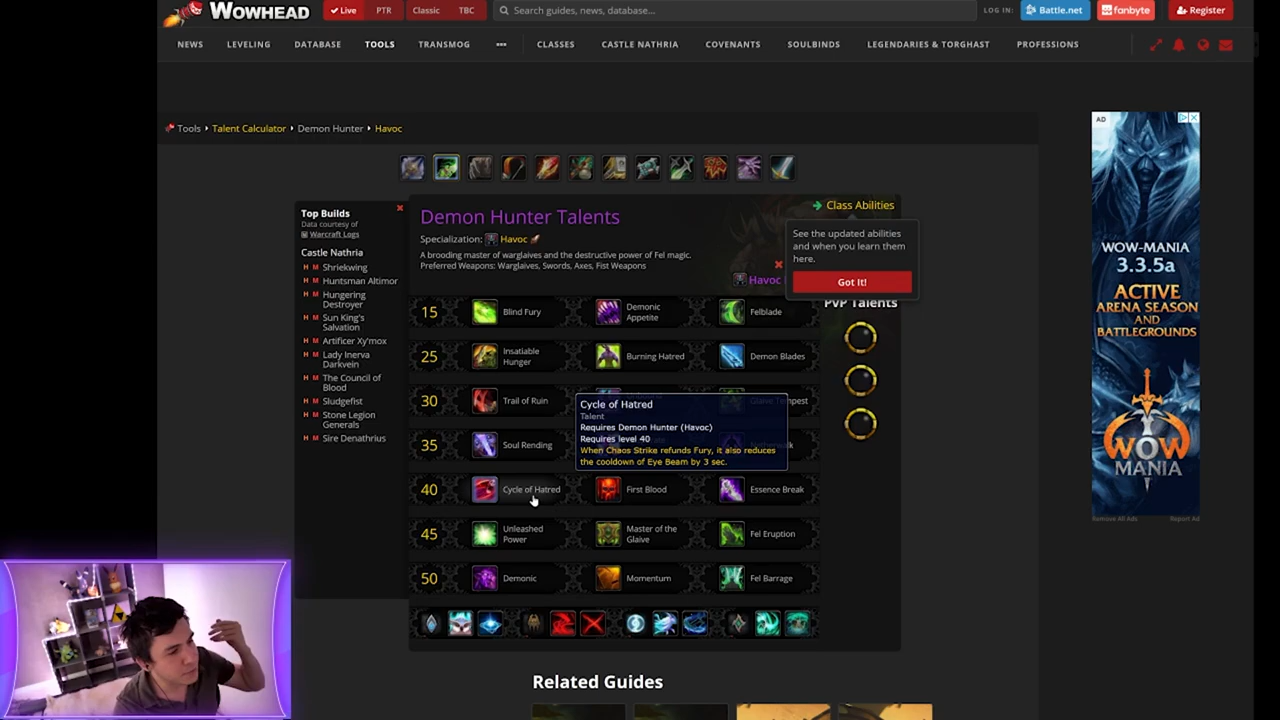 WOWHEAD
Live PTR Classic TBC
Search guides, news, database...
LOG IN: Battle.net fanbyte Register
NEWS LEVELING DATABASE TOOLS TRANSMOG ••• CLASSES CASTLE NATHRIA COVENANTS SOULBINDS LEGENDARIES & TORGHAST PROFESSIONS
Tools Talent Calculator Demon Hunter Havoc
AD
Top Builds
Data courtesy of
Warcraft Logs
Castle Nathria
H M Shriekwing
H M Huntsman Altimor
H M Hungering
Destroyer
H M Sun King's
Salvation
H M Artificer Xy'mox
H M Lady Inerva
Darkvein
H M The Council of
Blood
H M Sludgefist
H M Stone Legion
Generals
H M Sire Denathrius
Demon Hunter Talents
Class Abilities
Specialization: Havoc
A brooding master of warglaives and the destructive power of Fel magic.
Preferred Weapons: Warglaives, Swords, Axes, Fist Weapons
See the updated abilities
and when you learn them
here.
Got It!
Havoc
PvP Talents
15 Blind Fury Demonic
Appetite Felblade
25 Insatiable
Hunger Burning Hatred Demon Blades
30 Trail of Ruin Glaive Tempest
Cycle of Hatred
Talent
Requires Demon Hunter (Havoc)
Requires level 40
When Chaos Strike refunds Fury, it also reduces
the cooldown of Eye Beam by 3 sec.
35 Soul Rending
40 Cycle of Hatred First Blood Essence Break
45 Unleashed
Power Master of the
Glaive Fel Eruption
50 Demonic Momentum Fel Barrage
WOW-MANIA
3.3.5a
ACTIVE
ARENA SEASON
AND
BATTLEGROUNDS
WOW
MANIA
Remove All Ads Report Ad
Related Guides